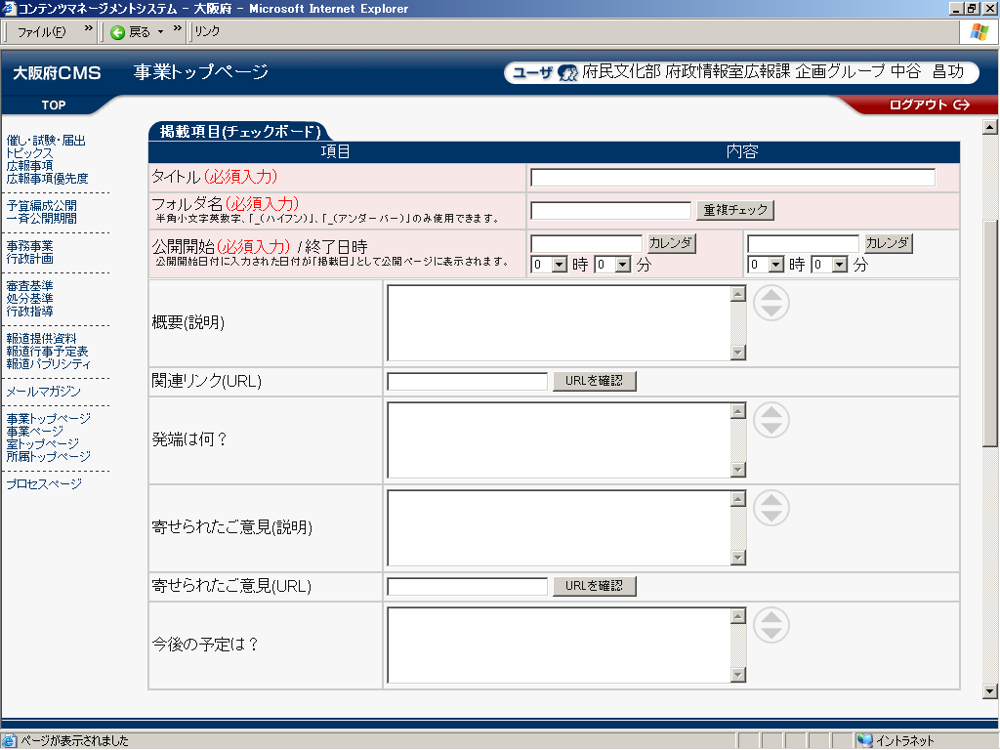 コンテンツマネージメントシステム - 大阪府 - Microsoft Internet Explorer
ファイル(F) » 戻る » リンク
大阪府CMS 事業トップページ ユーザ 府民文化部 府政情報室広報課 企画グループ 中谷 昌功
TOP ログアウト
催し・試験・届出
トピックス
広報事項
広報事項優先度
予算編成公開
一斉公開期間
事務事業
行政計画
審査基準
処分基準
行政指導
報道提供資料
報道行事予定表
報道パブリシティ
メールマガジン
事業トップページ
事業ページ
室トップページ
所属トップページ
プロセスページ
掲載項目(チェックボード)
項目 内容
タイトル(必須入力)
フォルダ名(必須入力) 重複チェック
半角小文字英数字、「_(ハイフン)」、「_(アンダーバー)」のみ使用できます。
公開開始(必須入力) /終了日時 カレンダ カレンダ
公開開始日付に入力された日付が「掲載日」として公開ページに表示されます。
0 時 0 分 0 時 0 分
概要(説明)
関連リンク(URL) URLを確認
発端は何？
寄せられたご意見(説明)
寄せられたご意見(URL) URLを確認
今後の予定は？
ページが表示されました イントラネット